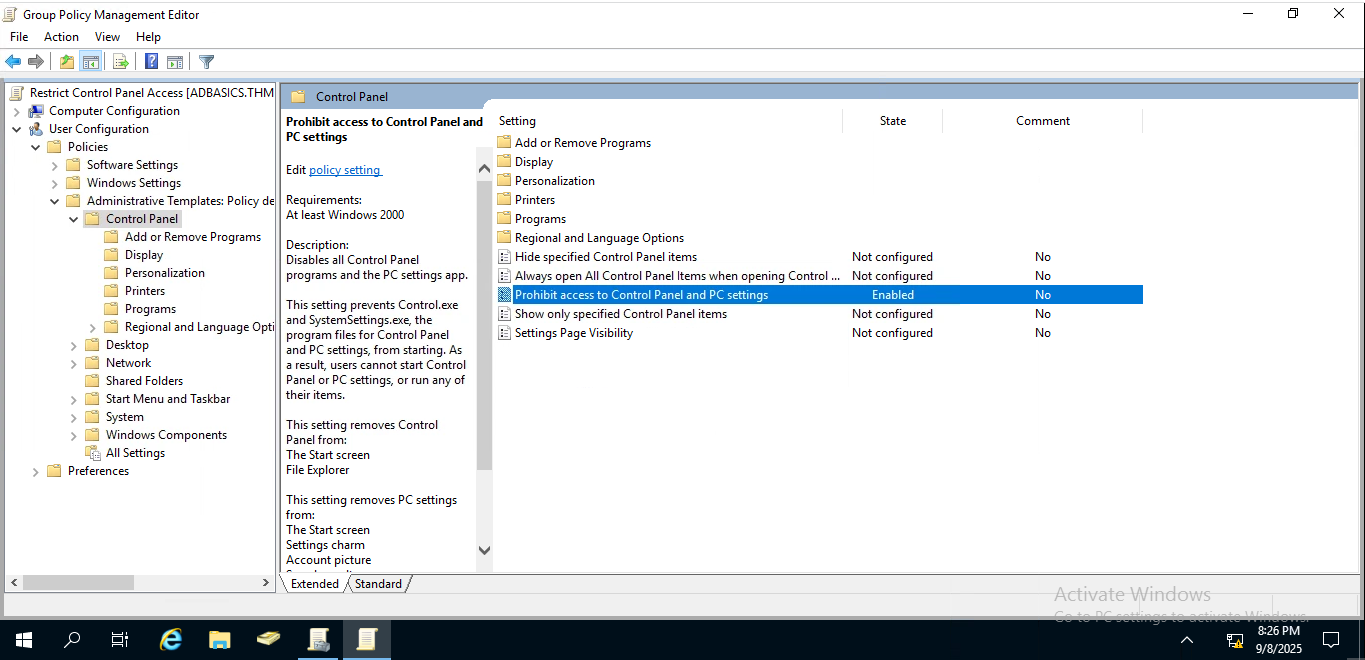 Group Policy Management Editor
File Action View Help
Restrict Control Panel Access [ADBASICS.THM
Computer Configuration
User Configuration
Policies
Software Settings
Windows Settings
Administrative Templates: Policy de
Control Panel
Add or Remove Programs
Display
Personalization
Printers
Programs
Regional and Language Opti
Desktop
Network
Shared Folders
Start Menu and Taskbar
System
Windows Components
All Settings
Preferences
Control Panel
Prohibit access to Control Panel and
PC settings
Edit policy setting
Requirements:
At least Windows 2000
Description:
Disables all Control Panel
programs and the PC settings app.
This setting prevents Control.exe
and SystemSettings.exe, the
program files for Control Panel
and PC settings, from starting. As
a result, users cannot start Control
Panel or PC settings, or run any of
their items.
This setting removes Control
Panel from:
The Start screen
File Explorer
This setting removes PC settings
from:
The Start screen
Settings charm
Account picture
Setting State Comment
Add or Remove Programs
Display
Personalization
Printers
Programs
Regional and Language Options
Hide specified Control Panel items Not configured No
Always open All Control Panel Items when opening Control ... Not configured No
Prohibit access to Control Panel and PC settings Enabled No
Show only specified Control Panel items Not configured No
Settings Page Visibility Not configured No
Extended Standard
Activate Windows
Go to PC settings to activate Windows.
8:26 PM
9/8/2025